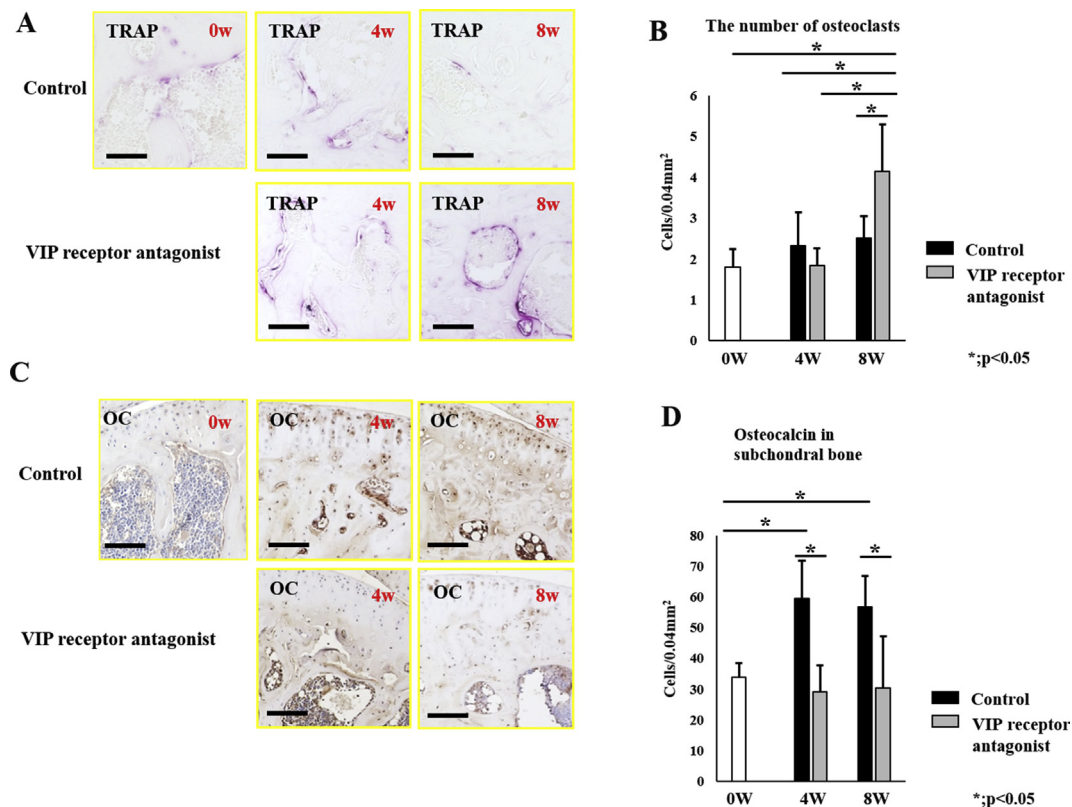 A
TRAP 0w
TRAP 4w
TRAP 8w
Control
TRAP 4w
TRAP 8w
VIP receptor antagonist
B
The number of osteoclasts
*
*
*
*
6
5
4
3
2
1
0
Cells/0.04mm²
0W 4W 8W
Control
VIP receptor
antagonist
*;p<0.05
C
OC 0w
OC 4w
OC 8w
Control
OC 4w
OC 8w
VIP receptor antagonist
D
Osteocalcin in
subchondral bone
*
*
*
*
80
70
60
50
40
30
20
10
0
Cells/0.04mm²
0W 4W 8W
Control
VIP receptor
antagonist
*;p<0.05